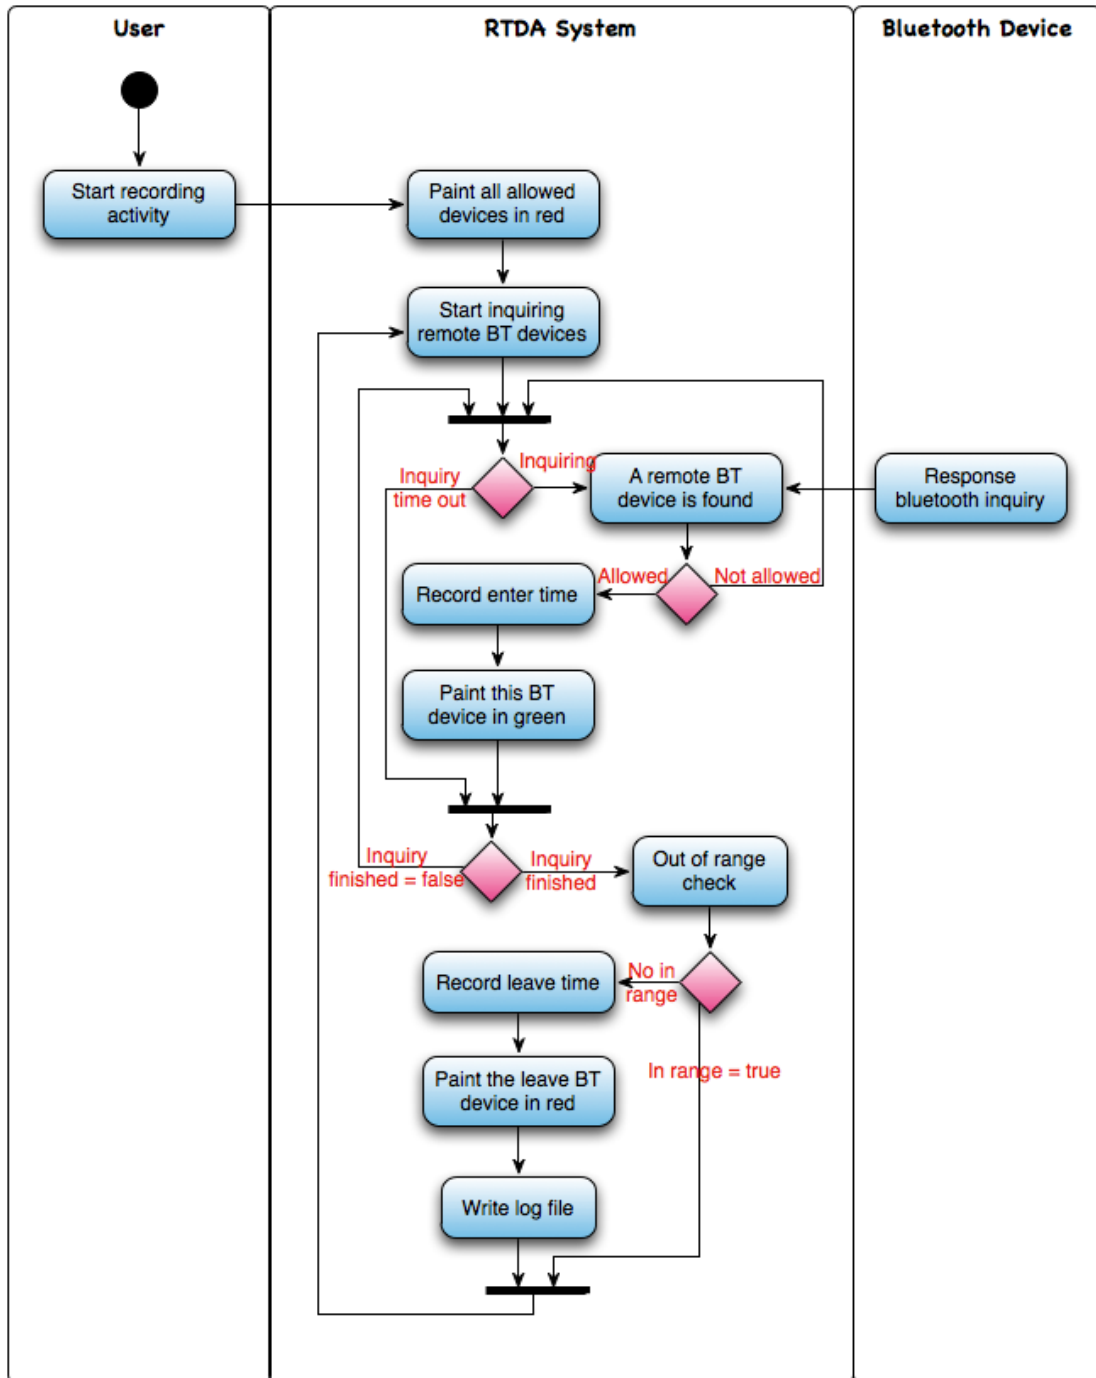 User
RTDA System
Bluetooth Device
Start recording
activity
Paint all allowed
devices in red
Start inquiring
remote BT devices
Inquiry
time out
Inquiring
A remote BT
device is found
Response
bluetooth inquiry
Allowed
Not allowed
Record enter time
Paint this BT
device in green
Inquiry
finished = false
Inquiry
finished
Out of range
check
No in
range
Record leave time
In range = true
Paint the leave BT
device in red
Write log file